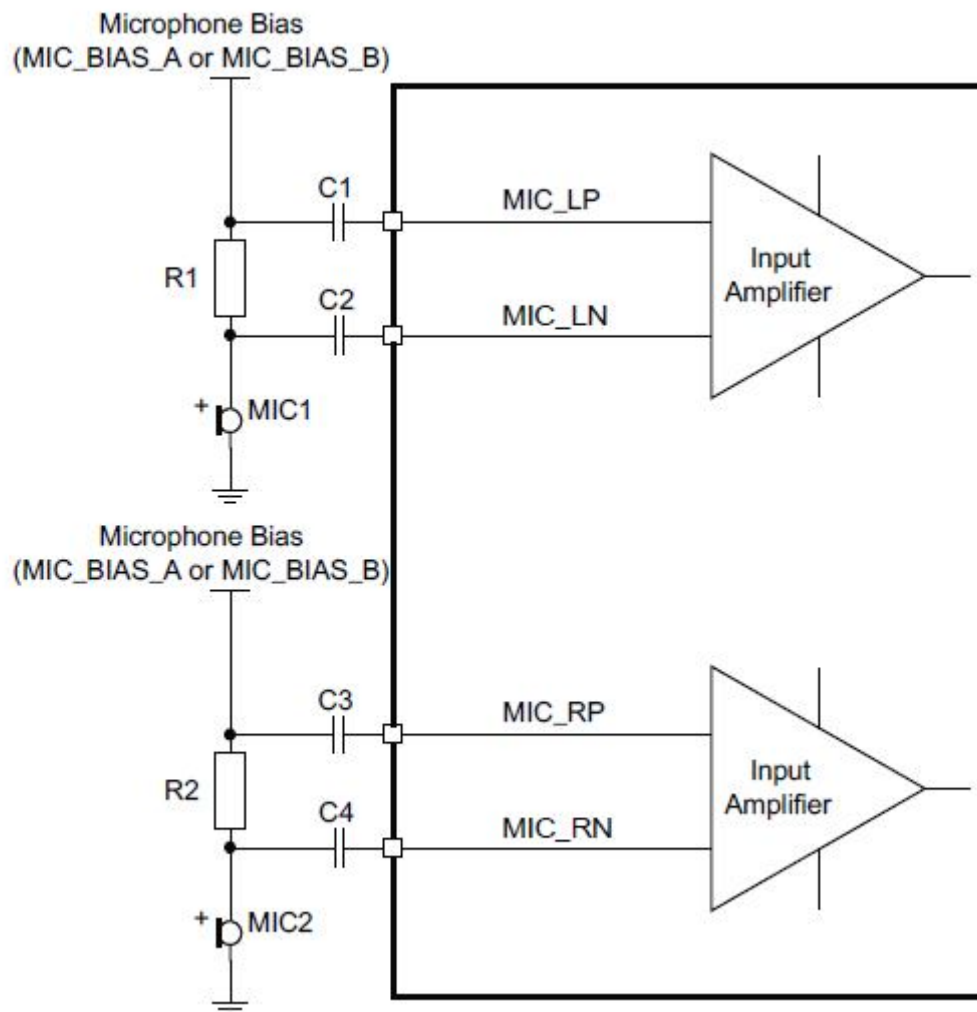 Microphone Bias
(MIC_BIAS_A or MIC_BIAS_B)
C1
MIC_LP
R1
Input
Amplifier
C2
MIC_LN
+
MIC1
Microphone Bias
(MIC_BIAS_A or MIC_BIAS_B)
C3
MIC_RP
R2
Input
Amplifier
C4
MIC_RN
+
MIC2